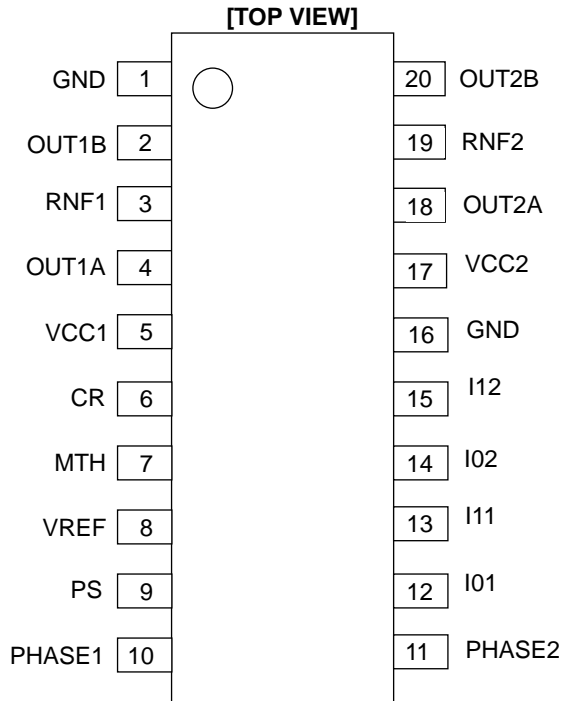 [TOP VIEW]
GND 1 20 OUT2B
OUT1B 2 19 RNF2
RNF1 3 18 OUT2A
OUT1A 4 17 VCC2
VCC1 5 16 GND
CR 6 15 I12
MTH 7 14 I02
VREF 8 13 I11
PS 9 12 I01
PHASE1 10 11 PHASE2